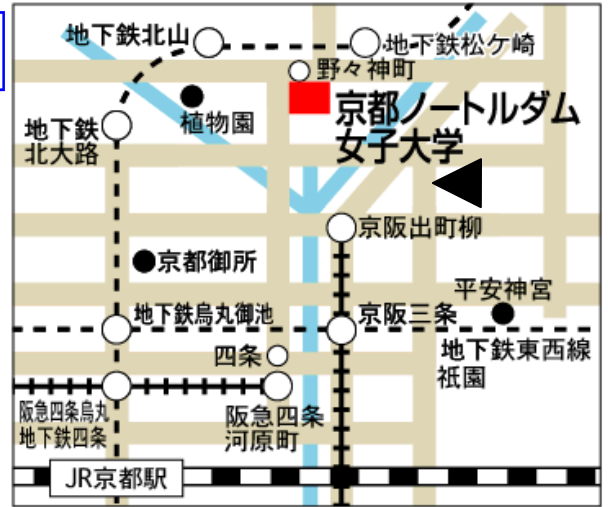 地下鉄北山
地下鉄松ケ崎
野々神町
京都ノートルダム
女子大学
植物園
地下鉄
北大路
京阪出町柳
京都御所
平安神宮
地下鉄烏丸御池
京阪三条
地下鉄東西線
四条
祇園
阪急四条烏丸
地下鉄四条
阪急四条
河原町
JR京都駅